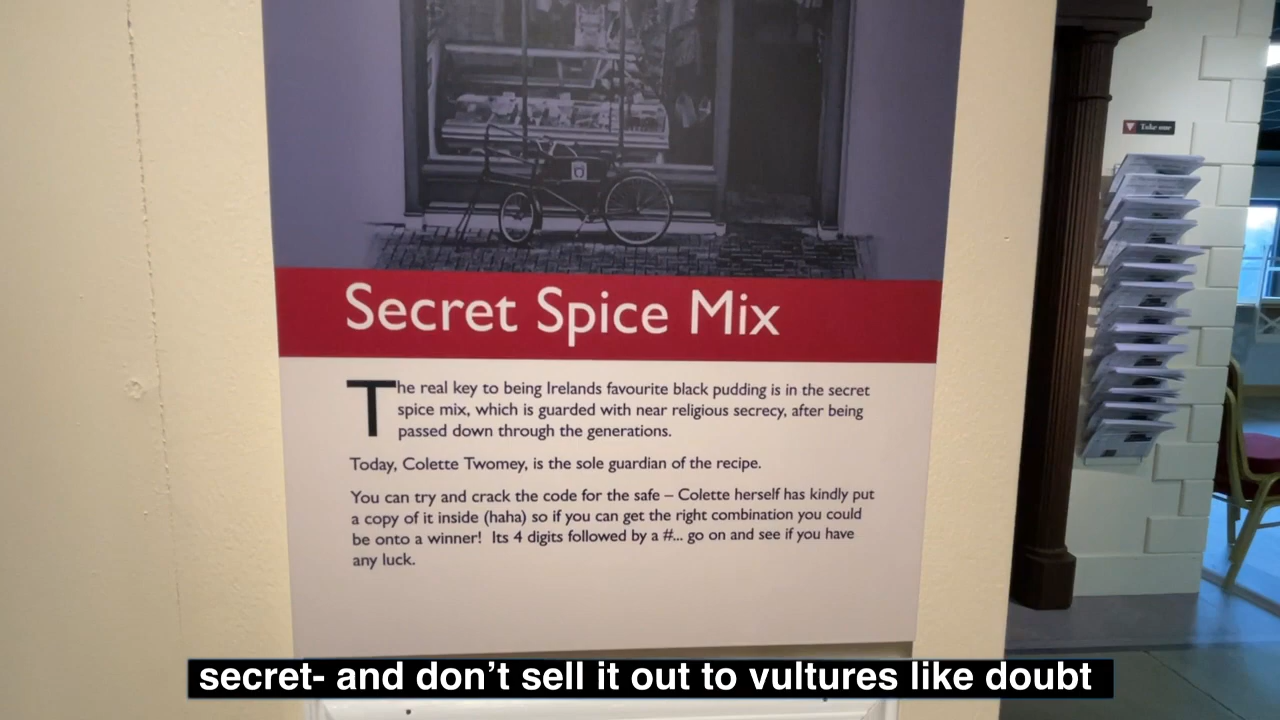 Take one
Secret Spice Mix
The real key to being Irelands favourite black pudding is in the secret
spice mix, which is guarded with near religious secrecy, after being
passed down through the generations.
Today, Colette Twomey, is the sole guardian of the recipe.
You can try and crack the code for the safe – Colette herself has kindly put
a copy of it inside (haha) so if you can get the right combination you could
be onto a winner! Its 4 digits followed by a #... go on and see if you have
any luck.
secret- and don’t sell it out to vultures like doubt